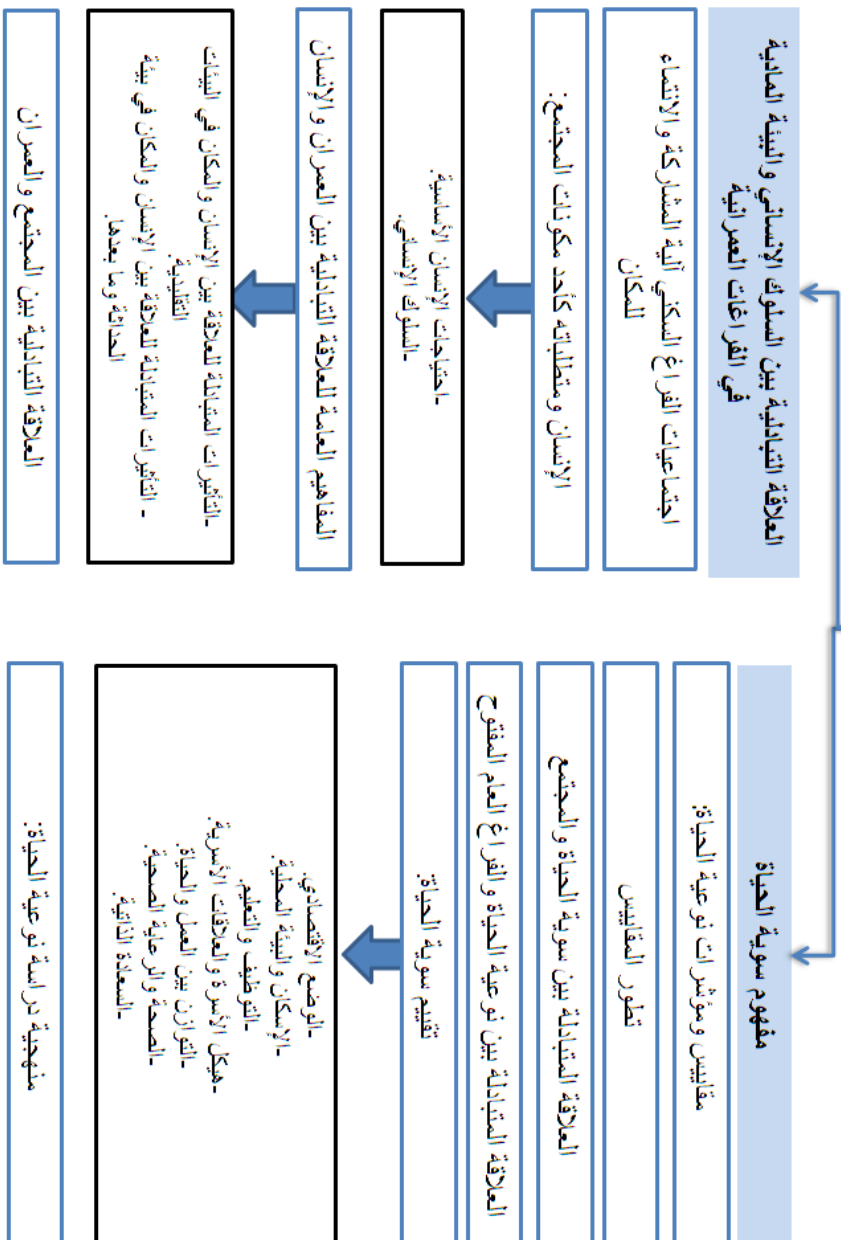 العلاقة التبادلية بين السلوك الإنساني والبيئة المادية
في الفراغات العمرانية
اجتماعيات الفراغ السكني آلية المشاركة والانتماء
للمكان
الإنسان ومتطلباته كأحد مكونات المجتمع:
-احتياجات الإنسان الأساسية.
-السلوك الإنساني.
المفاهيم العامة للعلاقة التبادلية بين العمران والإنسان
-التأثيرات المتبادلة للعلاقة بين الإنسان والمكان في البيئات
التقليدية
- التأثيرات المتبادلة للعلاقة بين الإنسان والمكان في بيئة
الحداثة وما بعدها.
العلاقة التبادلية بين المجتمع والعمران
مفهوم سوية الحياة
مقاييس ومؤشرات نوعية الحياة:
تطور المقاييس
العلاقة المتبادلة بين سوية الحياة والمجتمع
العلاقة المتبادلة بين نوعية الحياة والفراغ العام المفتوح
تقييم سوية الحياة:
-الوضع الاقتصادي.
-الإسكان والبيئة المحلية.
-التوظيف والتعليم.
-هيكل الأسرة والعلاقات الأسرية.
-التوازن بين العمل والحياة.
-الصحة والرعاية الصحية.
-السعادة الذاتية.
منهجية دراسة نوعية الحياة: